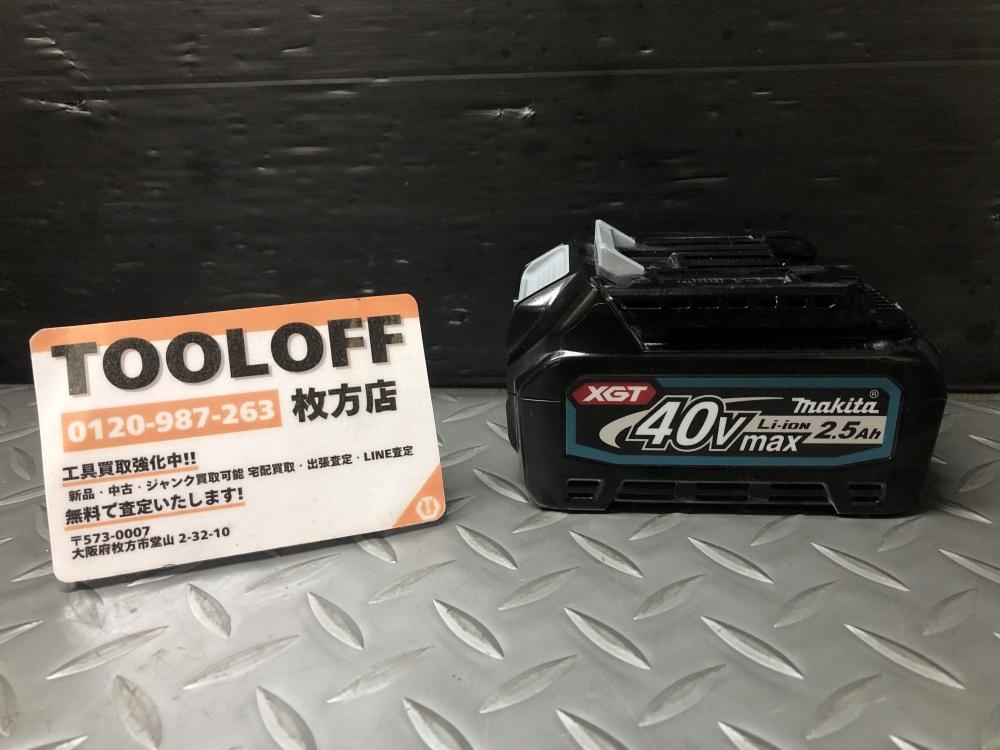 TOOLOFF
0120-987-263 枚方店
工具買取強化中!!
新品・中古・ジャンク買取可能 宅配買取・出張査定・LINE査定
無料で査定いたします!
〒573-0007
大阪府枚方市堂山 2-32-10
XGT
40Vmax
makita®
Li-ion 2.5Ah